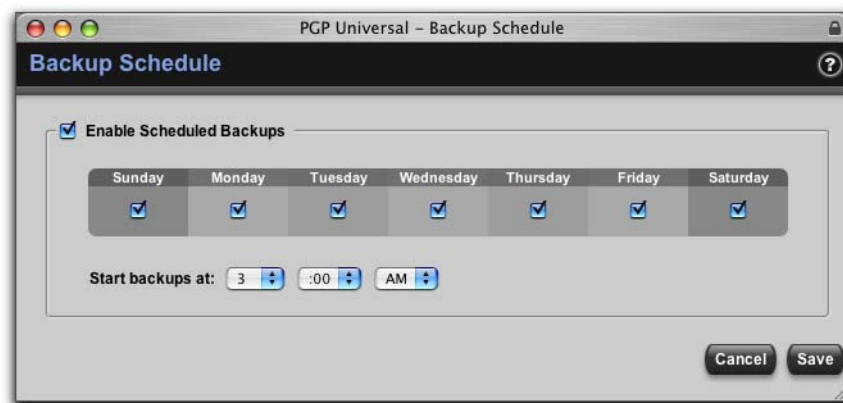 PGP Universal – Backup Schedule
Backup Schedule
?
Enable Scheduled Backups
Sunday Monday Tuesday Wednesday Thursday Friday Saturday
Start backups at: 3 :00 AM
Cancel Save